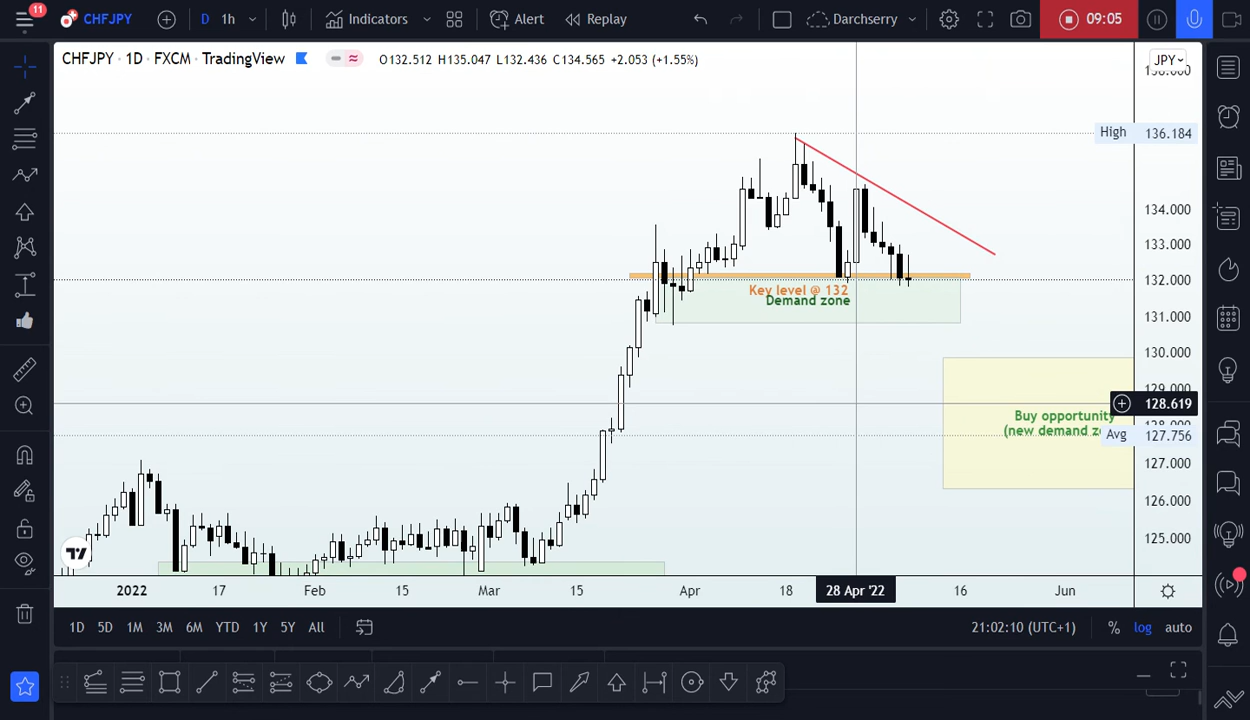 11
CHFJPY
D
1h
Indicators
Alert
Replay
Darchserry
09:05
CHFJPY · 1D · FXCM · TradingView
O132.512 H135.047 L132.436 C134.565 +2.053 (+1.55%)
JPY
High 136.184
134.000
133.000
132.000
Key level @ 132
Demand zone
131.000
130.000
129.000
128.619
Buy opportunity
(new demand
Avg 127.756
127.000
126.000
125.000
2022 17 Feb 15 Mar 15 Apr 18 28 Apr '22 16 Jun
1D 5D 1M 3M 6M YTD 1Y 5Y All
21:02:10 (UTC+1)
% log auto